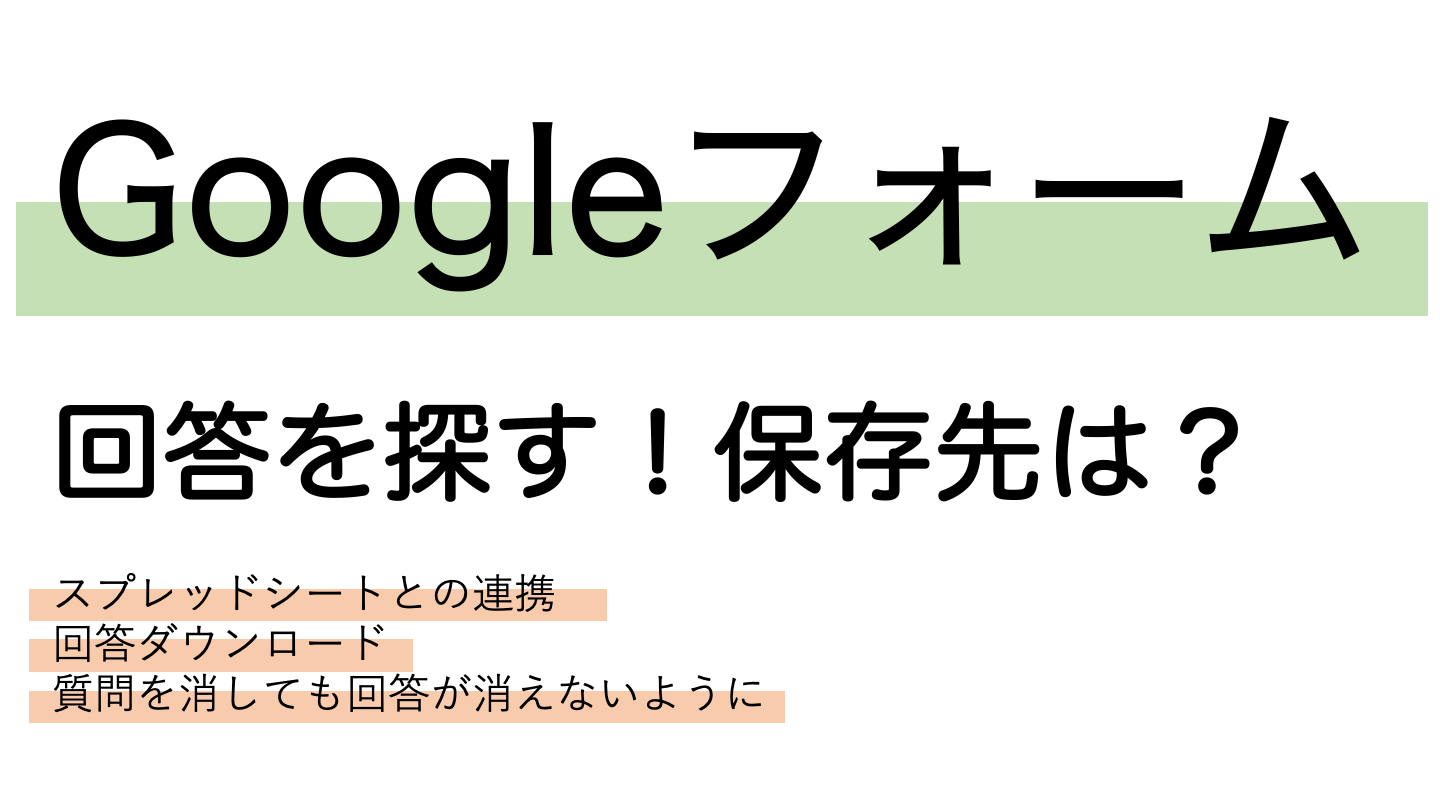 Googleフォーム
回答を探す！保存先は？
スプレッドシートとの連携
回答ダウンロード
質問を消しても回答が消えないように